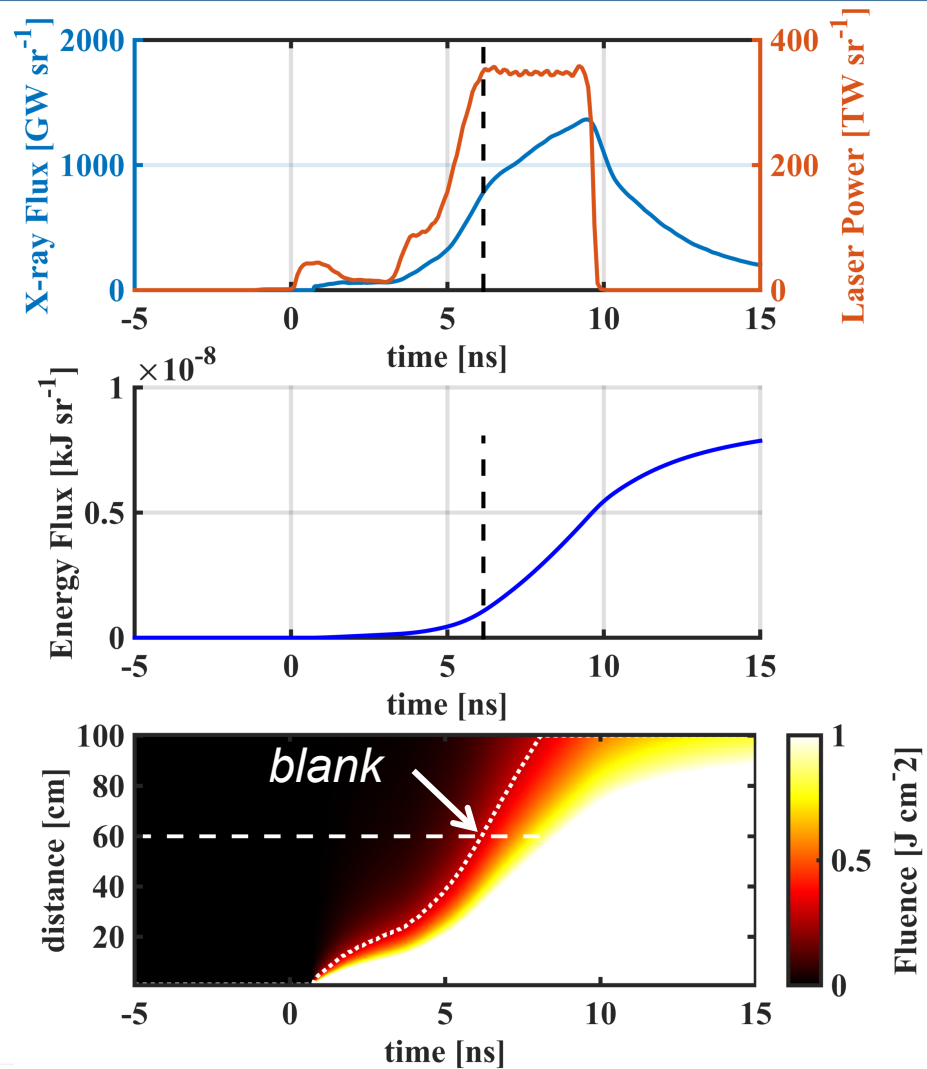 2000
1000
0
X-ray Flux [GW sr⁻¹]
400
200
0
Laser Power [TW sr⁻¹]
-5 0 5 10 15
time [ns]
×10⁻⁸
1
0.5
0
Energy Flux [kJ sr⁻¹]
-5 0 5 10 15
time [ns]
100
80
60
40
20
distance [cm]
blank
-5 0 5 10 15
time [ns]
1
0.5
0
Fluence [J cm⁻2]